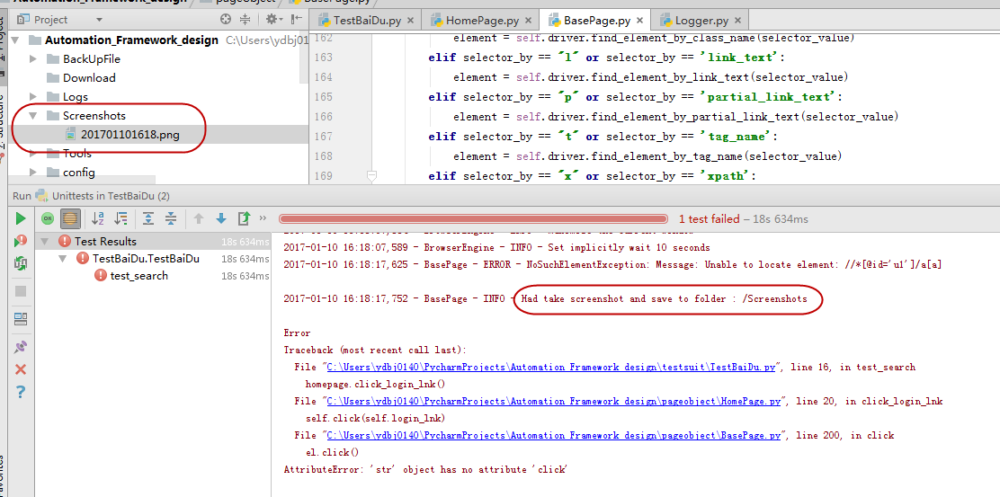 Automation_Framework_design pageobject BasePage.py
Project
TestBaiDu.py HomePage.py BasePage.py Logger.py
Automation_Framework_design C:\Users\ydbj01
BackUpFile
Download
Logs
Screenshots
201701101618.png
Tools
config
162 element = self.driver.find_element_by_class_name(selector_value)
163 elif selector_by == "l" or selector_by == 'link_text':
164 element = self.driver.find_element_by_link_text(selector_value)
165 elif selector_by == "p" or selector_by == 'partial_link_text':
166 element = self.driver.find_element_by_partial_link_text(selector_value)
167 elif selector_by == "t" or selector_by == 'tag_name':
168 element = self.driver.find_element_by_tag_name(selector_value)
169 elif selector_by == "x" or selector_by == 'xpath':
Run Unittests in TestBaiDu (2)
OK
1 test failed – 18s 634ms
Test Results 18s 634ms
TestBaiDu.TestBaiDu 18s 634ms
test_search 18s 634ms
2017-01-10 16:18:07,589 - BrowserEngine - INFO - Set implicitly wait 10 seconds
2017-01-10 16:18:17,625 - BasePage - ERROR - NoSuchElementException: Message: Unable to locate element: //*[@id='u1']/a[a]
2017-01-10 16:18:17,752 - BasePage - INFO - Had take screenshot and save to folder : /Screenshots
Error
Traceback (most recent call last):
File "C:\Users\ydbj0140\PycharmProjects\Automation_Framework_design\testsuit\TestBaiDu.py", line 16, in test_search
homepage.click_login_lnk()
File "C:\Users\ydbj0140\PycharmProjects\Automation_Framework_design\pageobject\HomePage.py", line 20, in click_login_lnk
self.click(self.login_lnk)
File "C:\Users\ydbj0140\PycharmProjects\Automation_Framework_design\pageobject\BasePage.py", line 200, in click
el.click()
AttributeError: 'str' object has no attribute 'click'